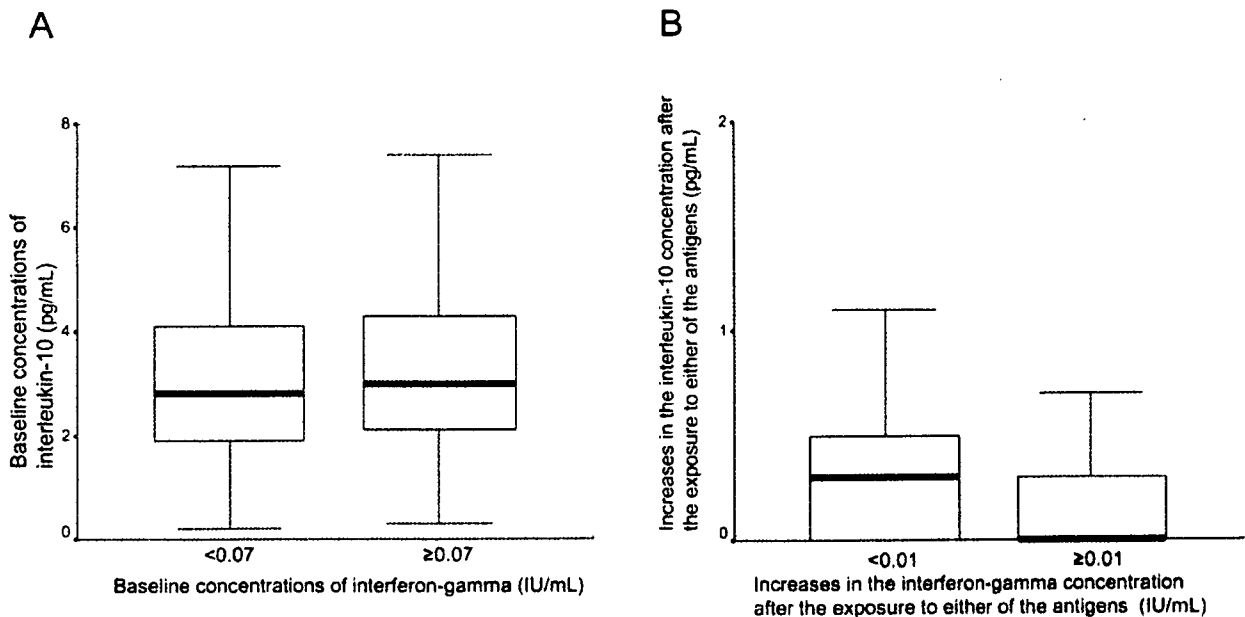 A
Baseline concentrations of
interleukin-10 (pg/mL)
8
6
4
2
0
<0.07
≥0.07
Baseline concentrations of interferon-gamma (IU/mL)
B
Increases in the interleukin-10 concentration after
the exposure to either of the antigens (pg/mL)
2
1
0
<0.01
≥0.01
Increases in the interferon-gamma concentration
after the exposure to either of the antigens (IU/mL)